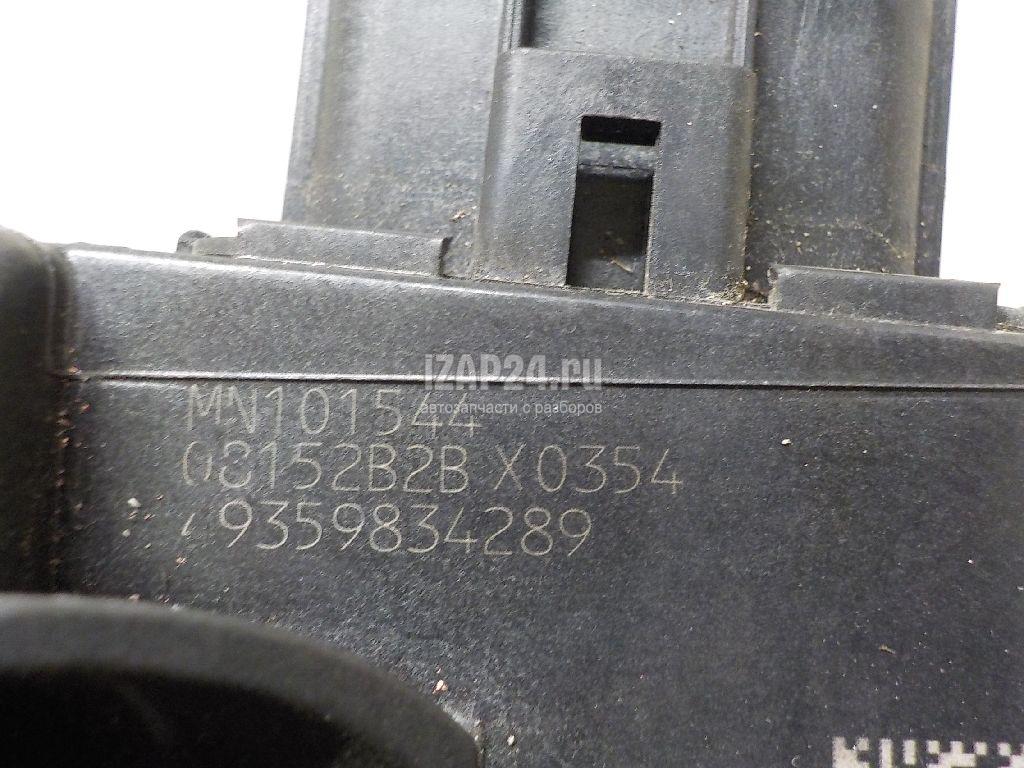 iZAP24.ru
автозапчасти с разборов
MN101544
08152B2B X0354
9359834289